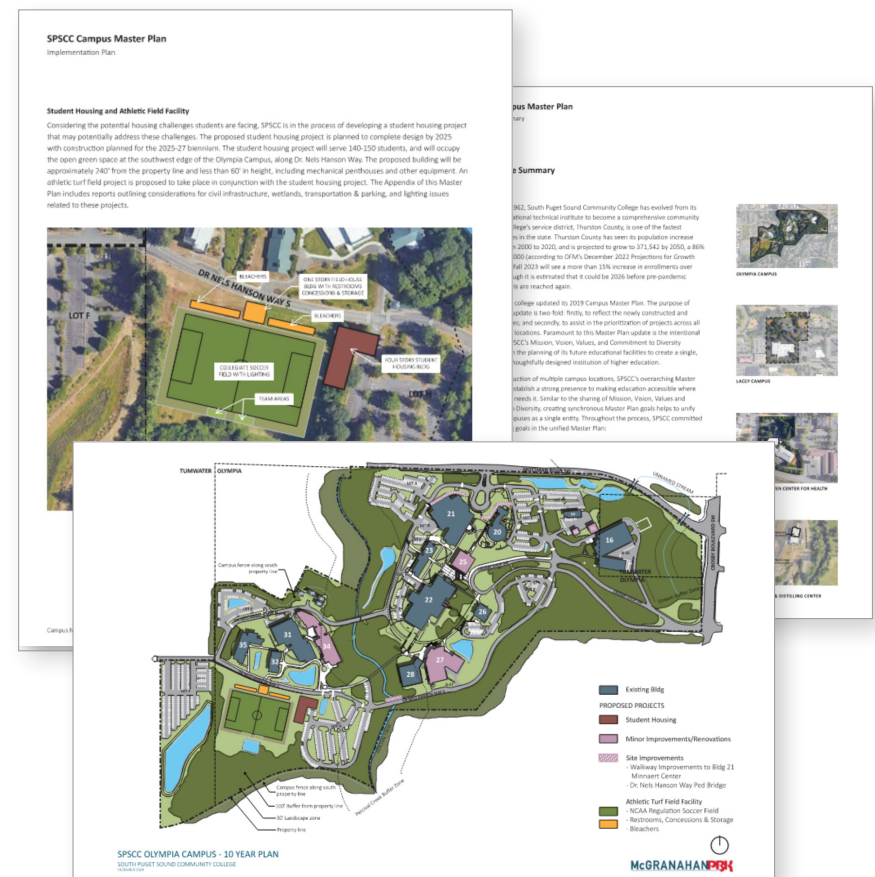 SPSCC Campus Master Plan
Implementation Plan
Student Housing and Athletic Field Facility
Considering the potential housing challenges students are facing, SPSCC is in the process of developing a student housing project
that may potentially address these challenges. The proposed student housing project is planned to complete design by 2025
with construction planned for the 2025-27 biennium. The student housing project will serve 140-150 students, and will occupy
the open green space at the southwest edge of the Olympia Campus, along Dr. Nels Hanson Way. The proposed building will be
approximately 240' from the property line and less than 60' in height, including mechanical penthouses and other equipment. An
athletic turf field project is proposed to take place in conjunction with the student housing project. The Appendix of this Master
Plan includes reports outlining considerations for civil infrastructure, wetlands, transportation & parking, and lighting issues
related to these projects.
DR NELS HANSON WAY S
BLEACHERS
ONE STORY FIELD HOUSE
BLDG WITH RESTROOMS
CONCESSIONS & STORAGE
BLEACHERS
LOT F
COLLEGIATE SOCCER
FIELD WITH LIGHTING
FOUR STORY STUDENT
HOUSING BLDG
TEAM AREAS
LOT H
Campus
pus Master Plan
mary
e Summary
962, South Puget Sound Community College has evolved from its
ational technical institute to become a comprehensive community
llege's service district, Thurston County, is one of the fastest
es in the state. Thurston County has seen its population increase
n 2000 to 2020, and is projected to grow to 371,542 by 2050, a 86%
000 (according to OFM's December 2022 Projections for Growth
fall 2023 will see a more than 15% increase in enrollments over
ugh it is estimated that it could be 2026 before pre-pandemic
ts are reached again.
college updated its 2019 Campus Master Plan. The purpose of
update is two-fold: firstly, to reflect the newly constructed and
es, and secondly, to assist in the prioritization of projects across all
locations. Paramount to this Master Plan update is the intentional
PSCC's Mission, Vision, Values, and Commitment to Diversity
n the planning of its future educational facilities to create a single,
houghtfully designed institution of higher education.
uction of multiple campus locations, SPSCC's overarching Master
establish a strong presence to making education accessible where
needs it. Similar to the sharing of Mission, Vision, Values and
Diversity, creating synchronous Master Plan goals helps to unify
puses as a single entity. Throughout the process, SPSCC committed
goals in the unified Master Plan:
OLYMPIA CAMPUS
LACEY CAMPUS
EN CENTER FOR HEALTH
& DISTILLING CENTER
TUMWATER
OLYMPIA
UNNAMED STREAM
CROSBY BOULEVARD SW
LOT A
LOT B
21
20
16
23
25
TUMWATER
OLYMPIA
Campus fence along south
property line
22
26
35
31
34
32
27
28
Percival Creek Buffer Zone
Campus fence along south
property line
100' Buffer from property line
30' Landscape zone
Property line
Existing Bldg
PROPOSED PROJECTS
Student Housing
Minor Improvements/Renovations
Site Improvements
- Walkway Improvements to Bldg 21
Minnaert Center
- Dr. Nels Hanson Way Ped Bridge
Athletic Turf Field Facility
- NCAA Regulation Soccer Field
- Restrooms, Concessions & Storage
- Bleachers
SPSCC OLYMPIA CAMPUS - 10 YEAR PLAN
SOUTH PUGET SOUND COMMUNITY COLLEGE
McGRANAHAN PBK